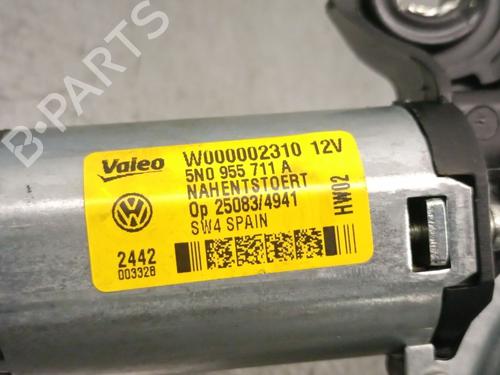 Valeo W000002310 12V
5N0 955 711 A
NAHENTSTOERT
Op 25083/4941
SW4 SPAIN
HW02
2442
003328
B-PARTS